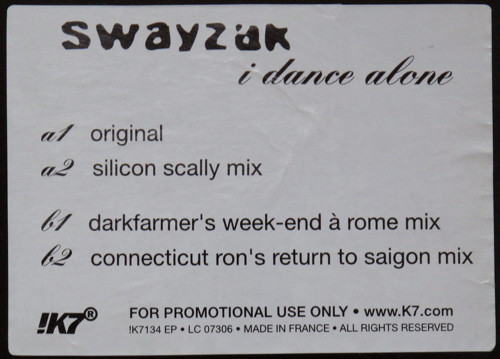 swayzak
i dance alone
a1 original
a2 silicon scally mix
b1 darkfarmer's week-end à rome mix
b2 connecticut ron's return to saigon mix
!K7® FOR PROMOTIONAL USE ONLY • www.K7.com
!K7134 EP • LC 07306 • MADE IN FRANCE • ALL RIGHTS RESERVED